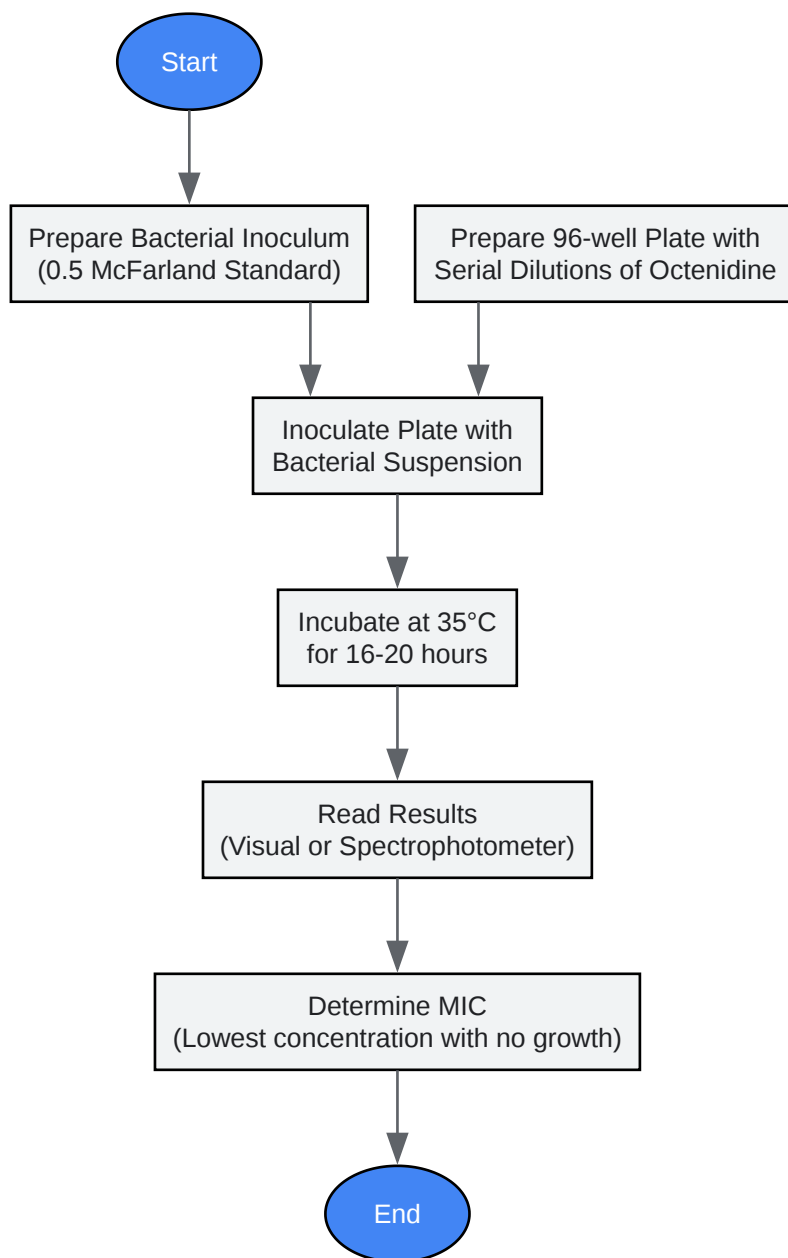 Start
Prepare Bacterial Inoculum
(0.5 McFarland Standard)
Prepare 96-well Plate with
Serial Dilutions of Octenidine
Inoculate Plate with
Bacterial Suspension
Incubate at 35°C
for 16-20 hours
Read Results
(Visual or Spectrophotometer)
Determine MIC
(Lowest concentration with no growth)
End